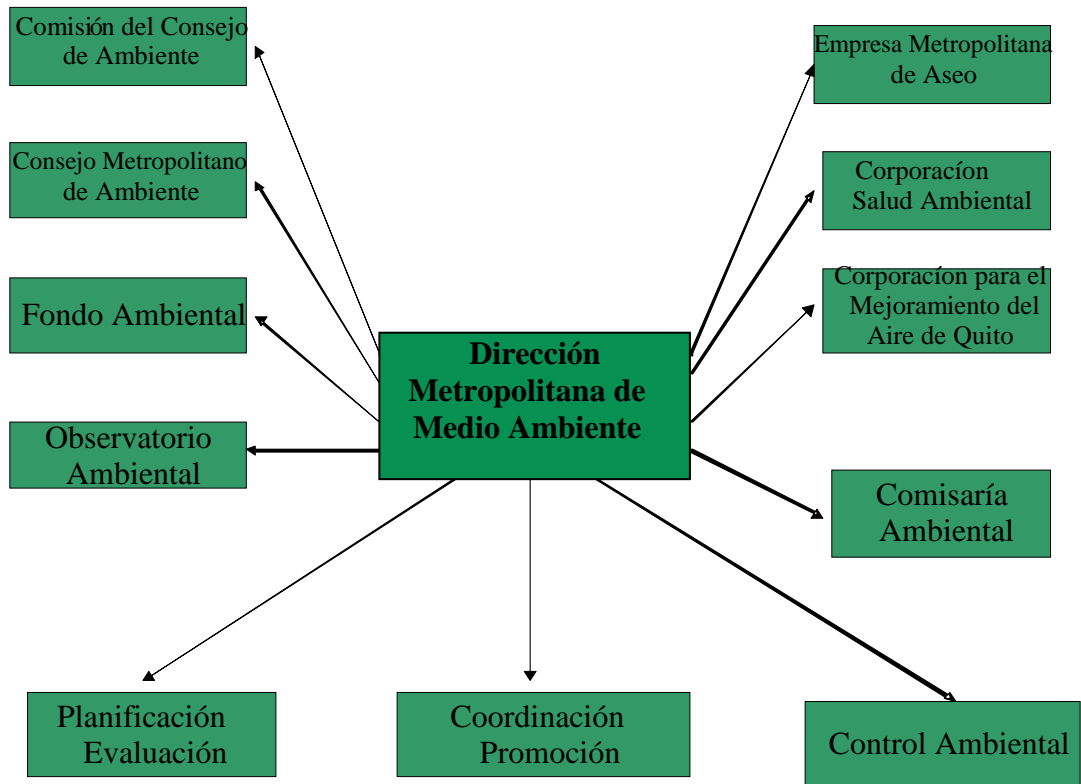 Comisión del Consejo
de Ambiente
Empresa Metropolitana
de Aseo
Consejo Metropolitano
de Ambiente
Corporacíon
Salud Ambiental
Fondo Ambiental
Corporacíon para el
Mejoramiento del
Aire de Quito
Dirección
Metropolitana de
Medio Ambiente
Observatorio
Ambiental
Comisaría
Ambiental
Planificación
Evaluación
Coordinación
Promoción
Control Ambiental